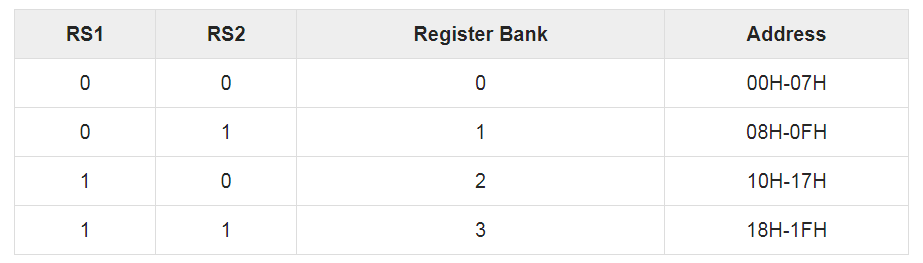 RS1 RS2 Register Bank Address
0 0 0 00H-07H
0 1 1 08H-0FH
1 0 2 10H-17H
1 1 3 18H-1FH